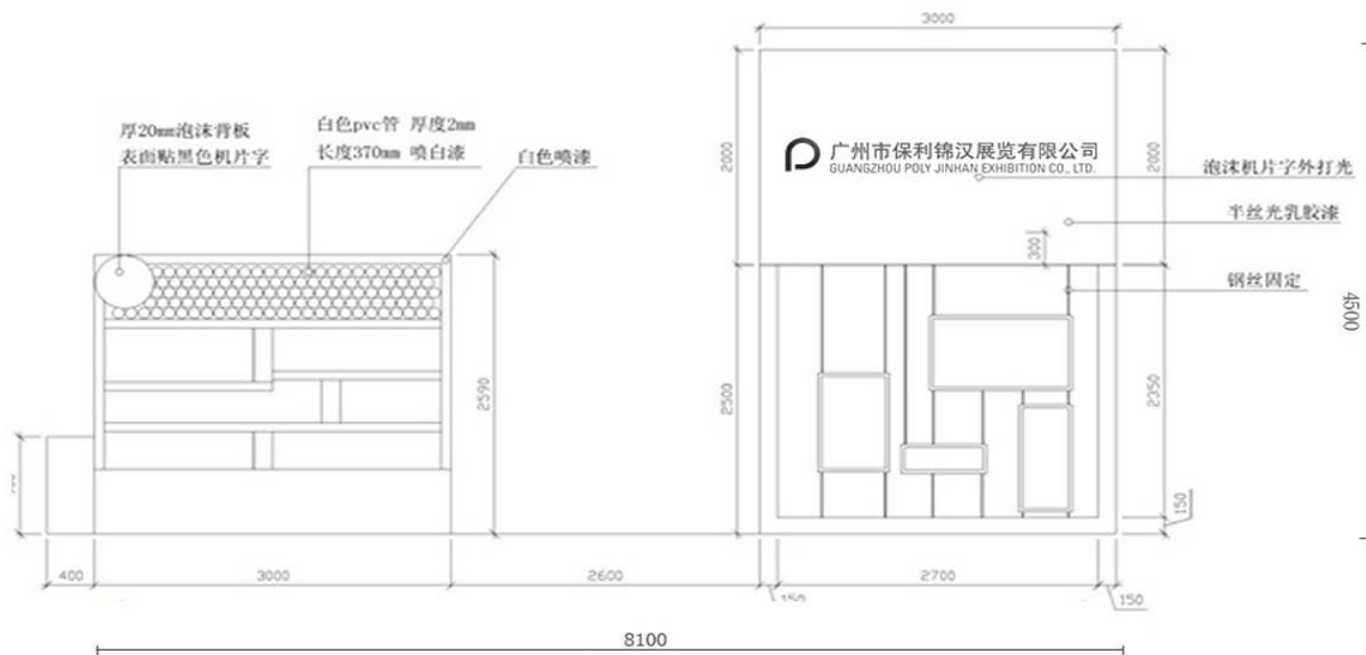 3000
厚20mm泡沫背板
表面贴黑色机片字
白色pvc管 厚度2mm
长度370mm 喷白漆
白色喷漆
2000
广州市保利锦汉展览有限公司
GUANGZHOU POLY JINHAN EXHIBITION CO., LTD.
2000
泡沫机片字外打光
半丝光乳胶漆
300
钢丝固定
4500
2590
2500
2350
150
400
3000
2600
150
2700
150
8100